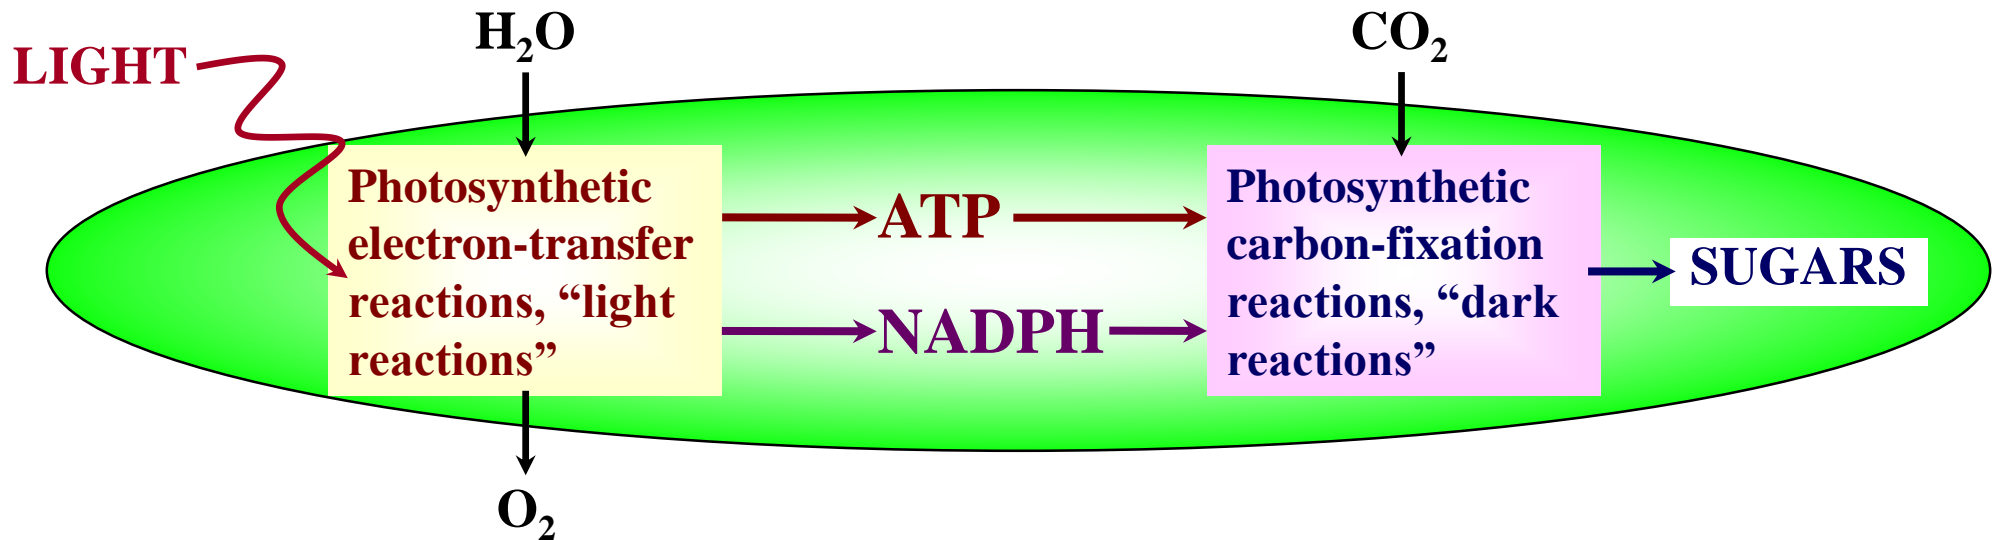 LIGHT
H₂O
CO₂
Photosynthetic
electron-transfer
reactions, “light
reactions”
ATP
NADPH
Photosynthetic
carbon-fixation
reactions, “dark
reactions”
SUGARS
O₂